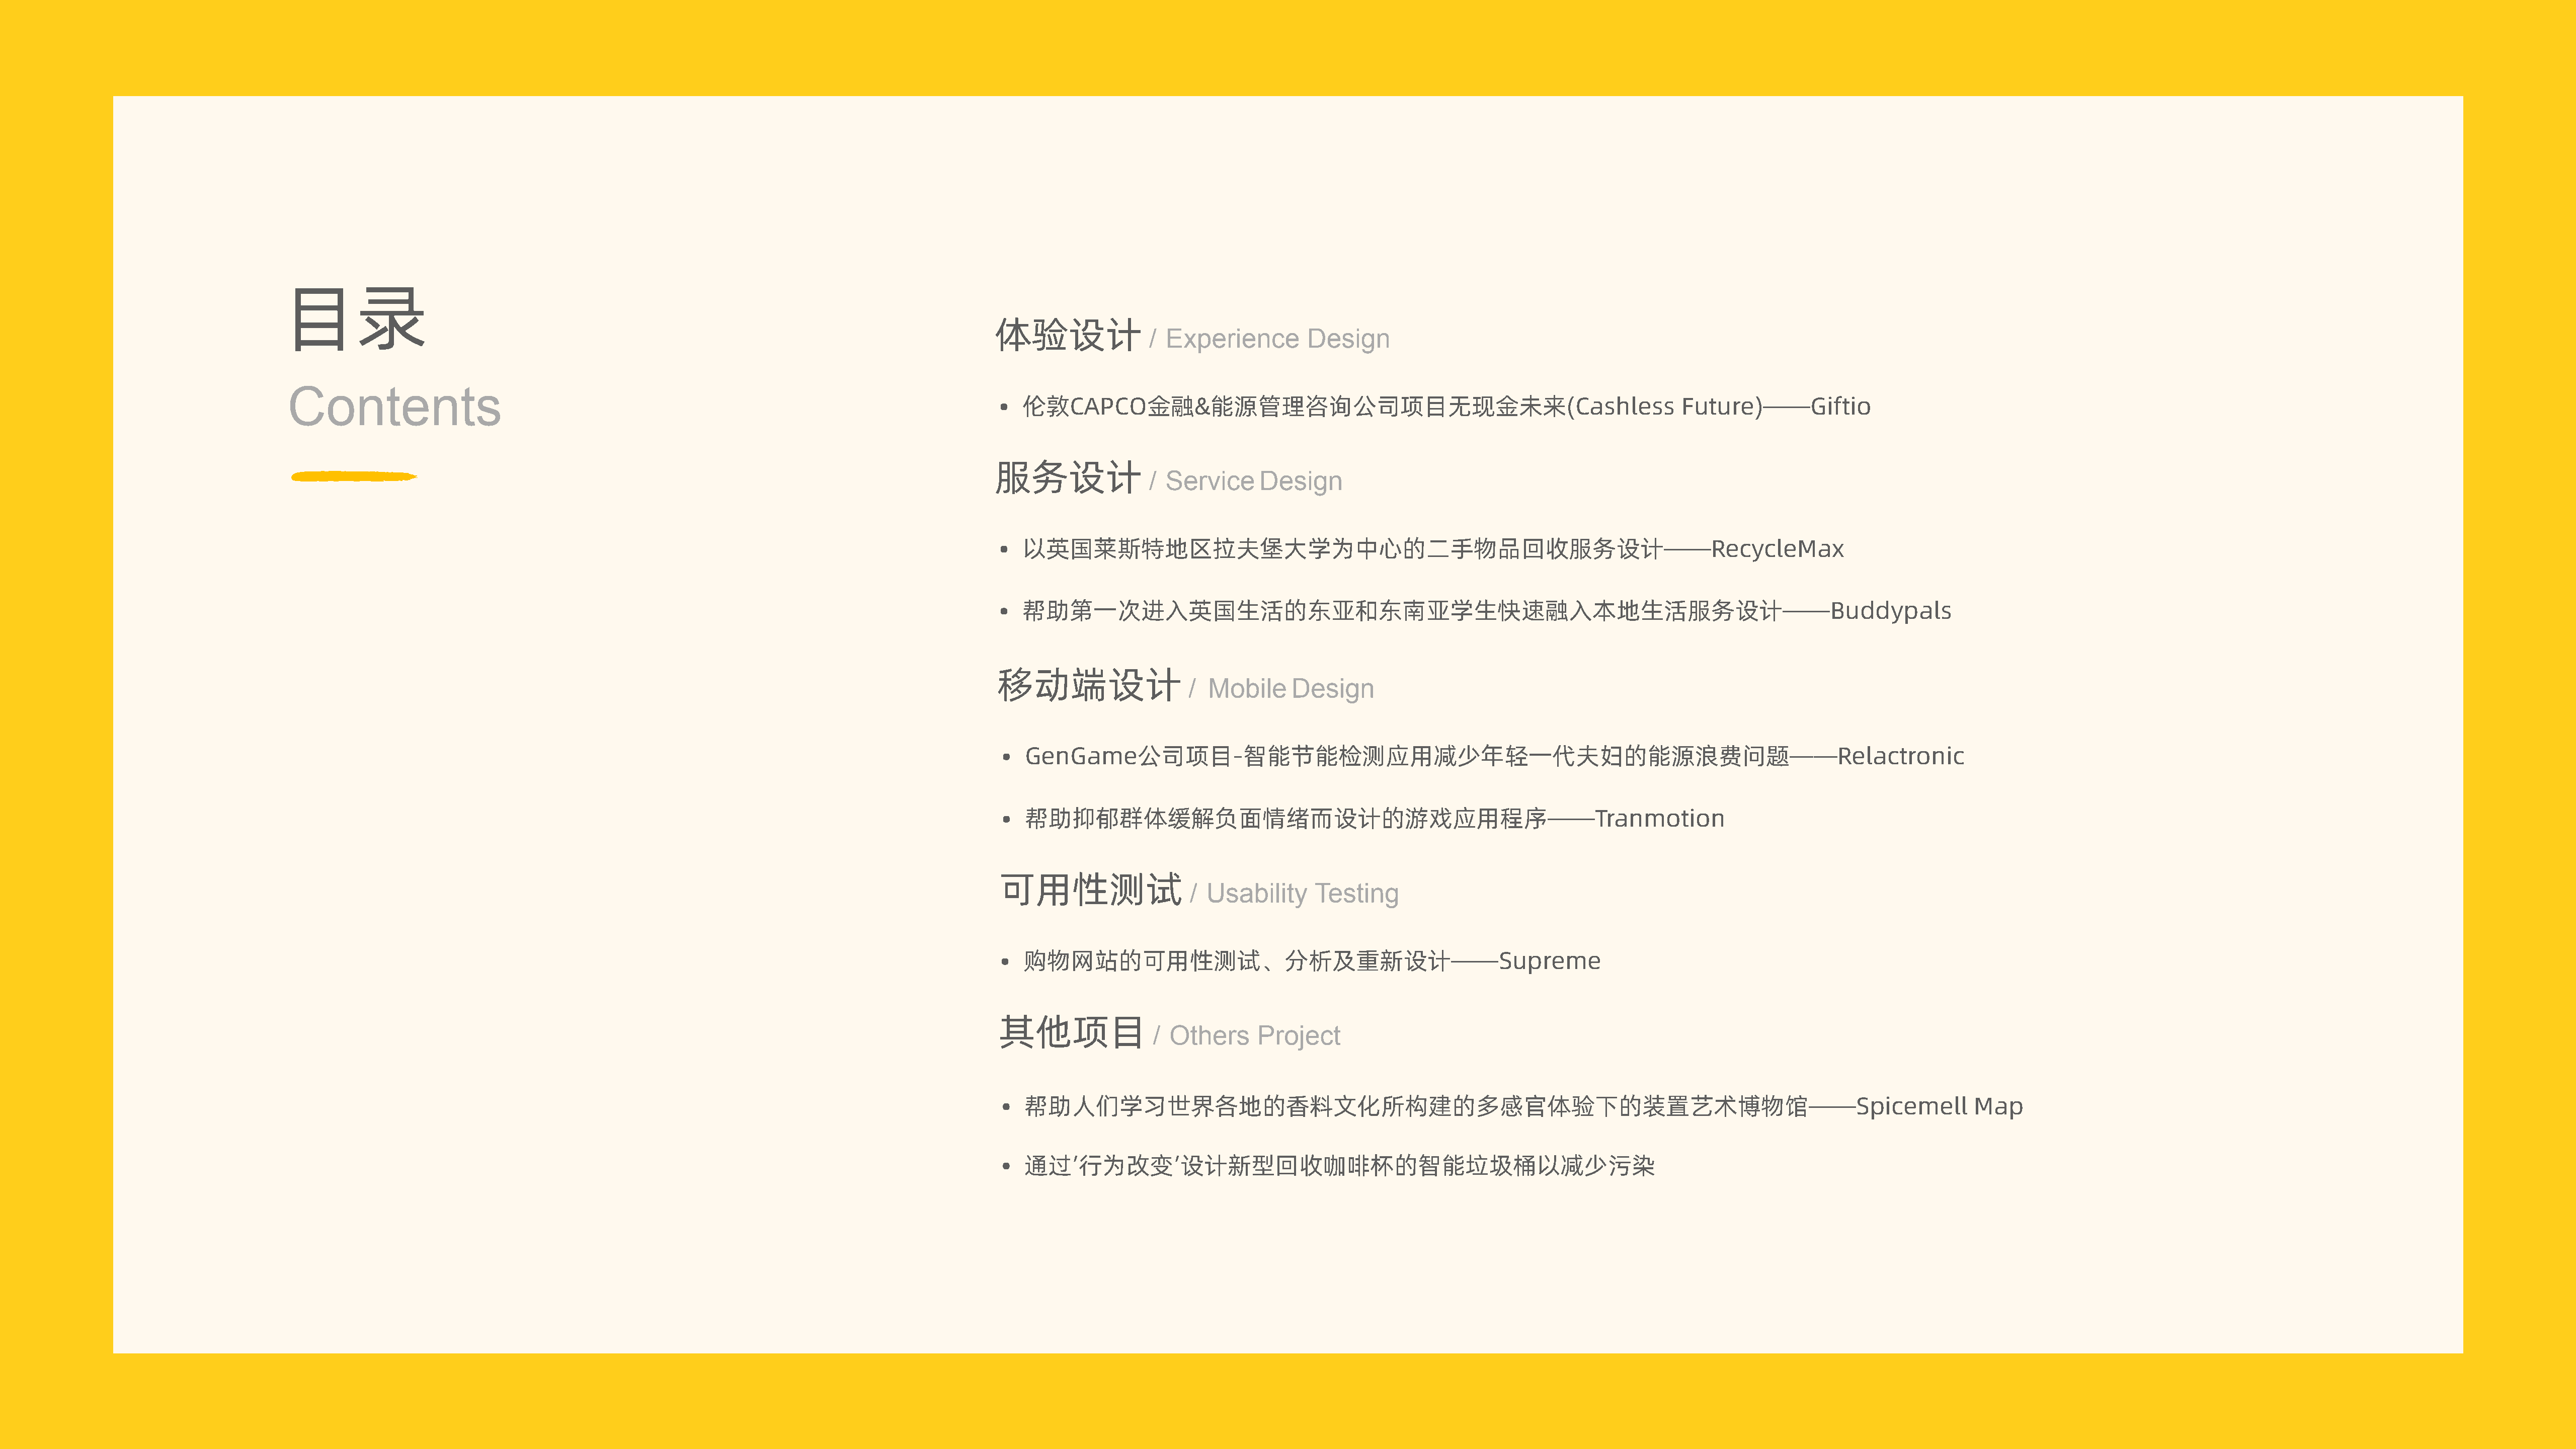 目录
Contents
体验设计 / Experience Design
• 伦敦CAPCO金融&能源管理咨询公司项目无现金未来(Cashless Future)——Giftio
服务设计 / Service Design
• 以英国莱斯特地区拉夫堡大学为中心的二手物品回收服务设计——RecycleMax
• 帮助第一次进入英国生活的东亚和东南亚学生快速融入本地生活服务设计——Buddypals
移动端设计 / Mobile Design
• GenGame公司项目-智能节能检测应用减少年轻一代夫妇的能源浪费问题——Relactronic
• 帮助抑郁群体缓解负面情绪而设计的游戏应用程序——Tranmotion
可用性测试 / Usability Testing
• 购物网站的可用性测试、分析及重新设计——Supreme
其他项目 / Others Project
• 帮助人们学习世界各地的香料文化所构建的多感官体验下的装置艺术博物馆——Spicemell Map
• 通过'行为改变'设计新型回收咖啡杯的智能垃圾桶以减少污染